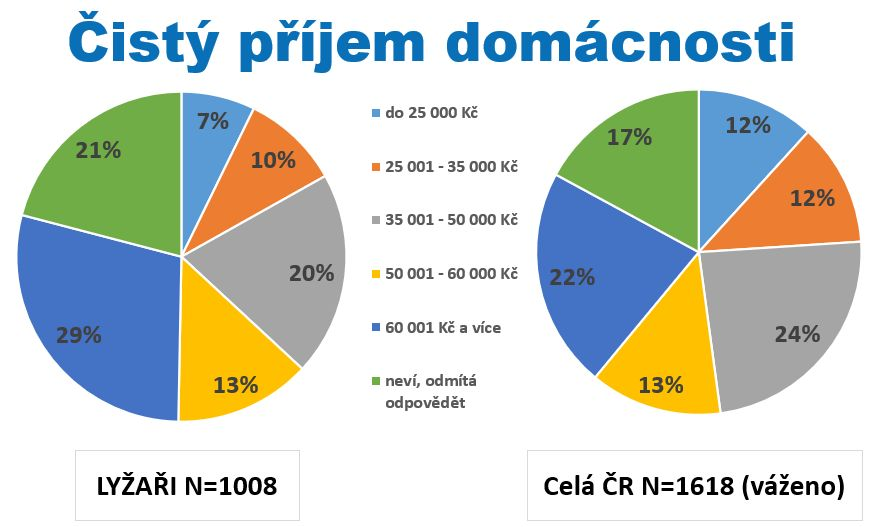 Čistý příjem domácnosti
7%
10%
20%
13%
29%
21%
do 25 000 Kč
25 001 - 35 000 Kč
35 001 - 50 000 Kč
50 001 - 60 000 Kč
60 001 Kč a více
neví, odmítá
odpovědět
12%
12%
24%
13%
22%
17%
LYŽAŘI N=1008
Celá ČR N=1618 (váženo)